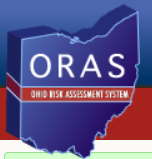 ORAS
OHIO RISK ASSESSMENT SYSTEM